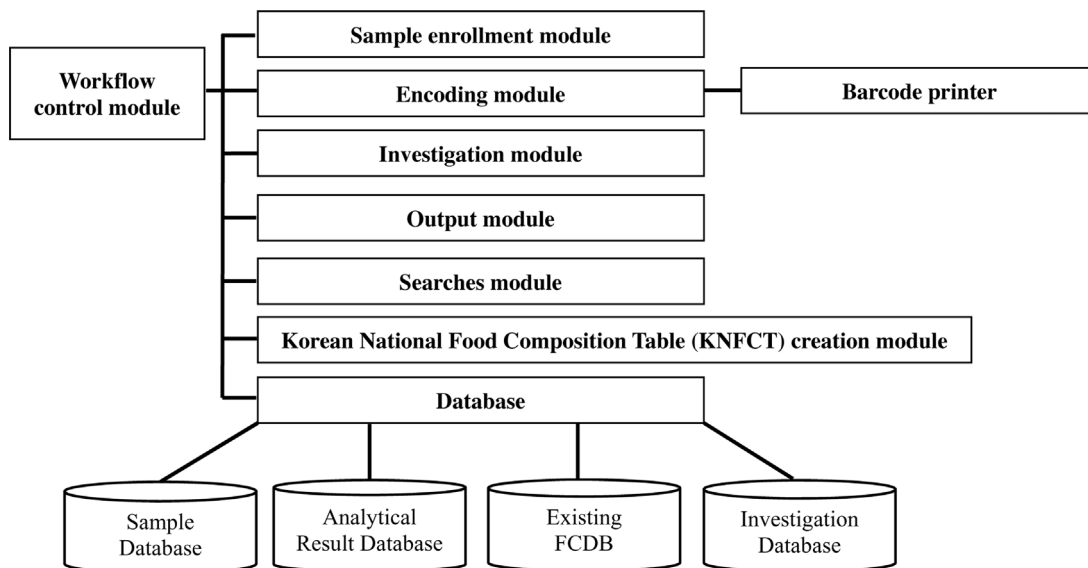 Sample enrollment module
Workflow
control module
Encoding module
Barcode printer
Investigation module
Output module
Searches module
Korean National Food Composition Table (KNFCT) creation module
Database
Sample
Database
Analytical
Result Database
Existing
FCDB
Investigation
Database